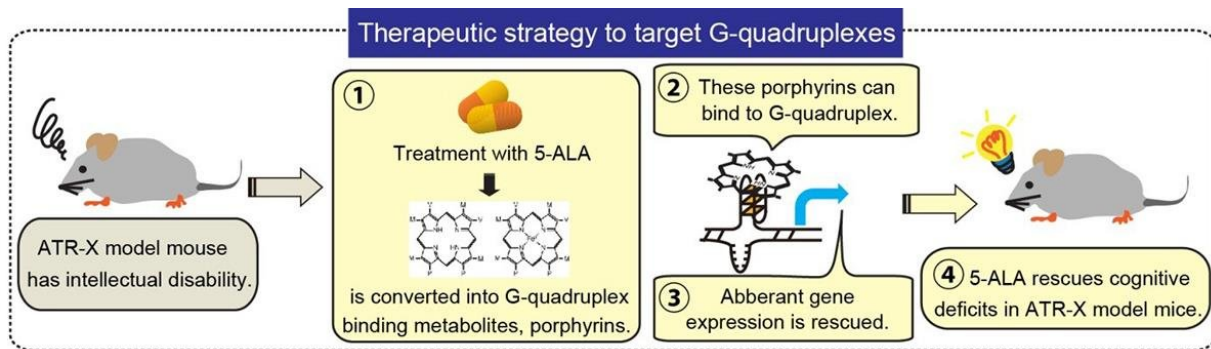 Therapeutic strategy to target G-quadruplexes
ATR-X model mouse
has intellectual disability.
①
Treatment with 5-ALA
is converted into G-quadruplex
binding metabolites, porphyrins.
②
These porphyrins can
bind to G-quadruplex.
③
Abberant gene
expression is rescued.
④
5-ALA rescues cognitive
deficits in ATR-X model mice.